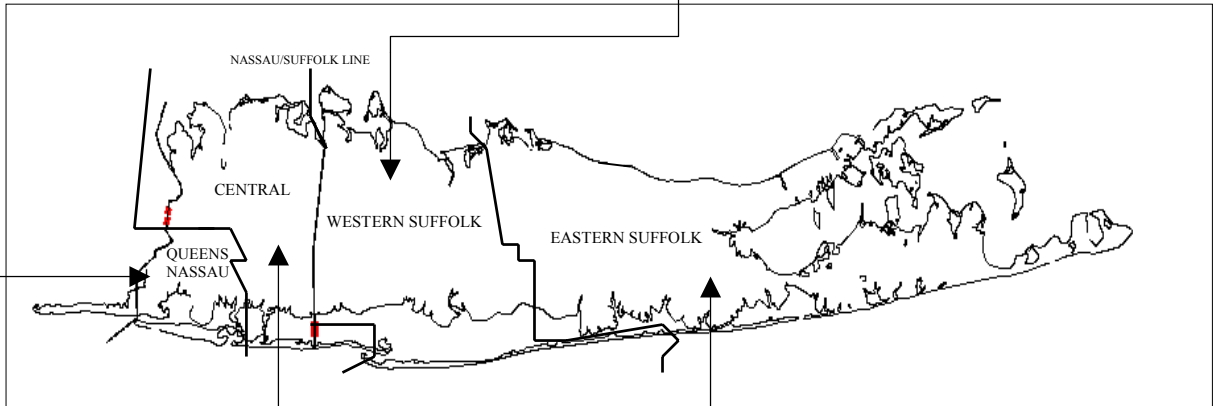 NASSAU/SUFFOLK LINE
CENTRAL
WESTERN SUFFOLK
EASTERN SUFFOLK
QUEENS
NASSAU